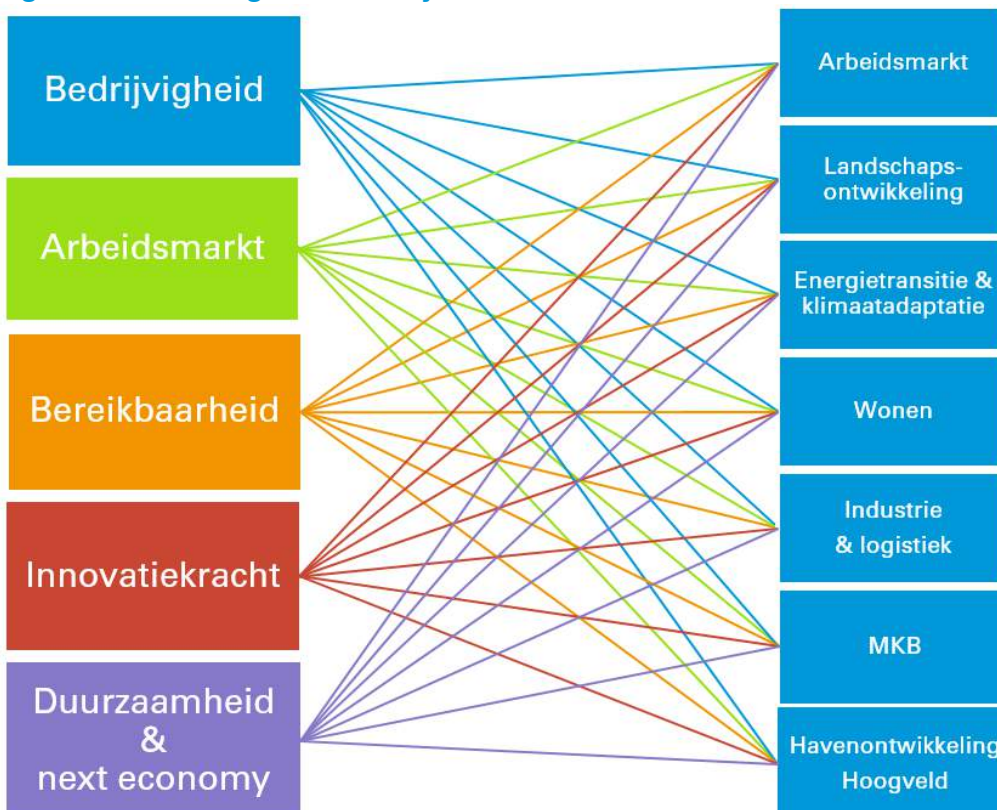 Bedrijvigheid
Arbeidsmarkt
Bereikbaarheid
Innovatiekracht
Duurzaamheid
&
next economy
Arbeidsmarkt
Landschaps-
ontwikkeling
Energietransitie &
klimaatadaptatie
Wonen
Industrie
& logistiek
MKB
Havenontwikkeling
Hoogveld